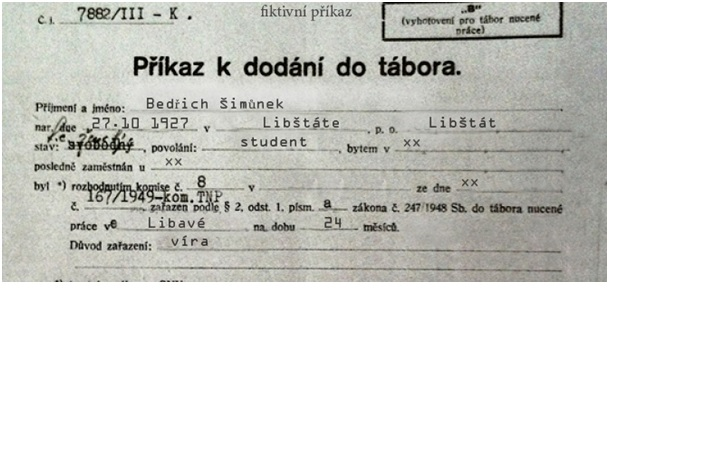 č. j. 7882/III - K . fiktivní příkaz „B"
(vyhotovení pro tábor nucené
práce)
Příkaz k dodání do tábora.
Příjmení a jméno: Bedřich Šimůnek
nar. dne 27.10 1927 v Libštáte , p. o. Libštát
stav: svobodný , povolání: student , bytem v xx
posledně zaměstnán u xx
byl *) rozhodnutím komise č. 8 v ze dne xx
č. 167/1949-kom.TNP zařazen podle § 2, odst. 1. písm. a zákona č. 247/1948 Sb. do tábora nucené
práce ve Libavé na dobu 24 měsíců.
Důvod zařazení: víra